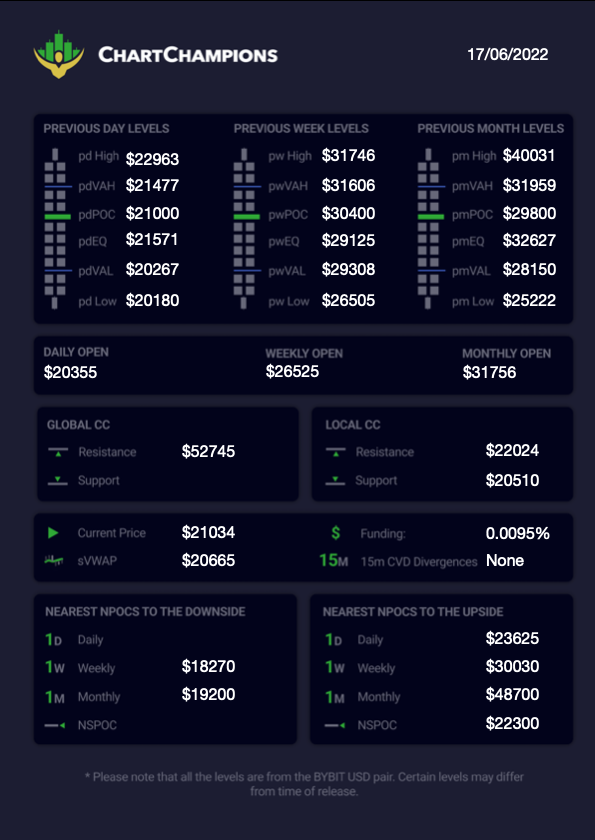 CHARTCHAMPIONS
17/06/2022
PREVIOUS DAY LEVELS
pd High $22963
pdVAH $21477
pdPOC $21000
pdEQ $21571
pdVAL $20267
pd Low $20180
PREVIOUS WEEK LEVELS
pw High $31746
pwVAH $31606
pwPOC $30400
pwEQ $29125
pwVAL $29308
pw Low $26505
PREVIOUS MONTH LEVELS
pm High $40031
pmVAH $31959
pmPOC $29800
pmEQ $32627
pmVAL $28150
pm Low $25222
DAILY OPEN
$20355
WEEKLY OPEN
$26525
MONTHLY OPEN
$31756
GLOBAL CC
Resistance $52745
Support
LOCAL CC
Resistance $22024
Support $20510
Current Price $21034
sVWAP $20665
$ Funding: 0.0095%
15M 15m CVD Divergences None
NEAREST NPOCS TO THE DOWNSIDE
1D Daily
1W Weekly $18270
1M Monthly $19200
NSPOC
NEAREST NPOCS TO THE UPSIDE
1D Daily $23625
1W Weekly $30030
1M Monthly $48700
NSPOC $22300
* Please note that all the levels are from the BYBIT USD pair. Certain levels may differ
from time of release.